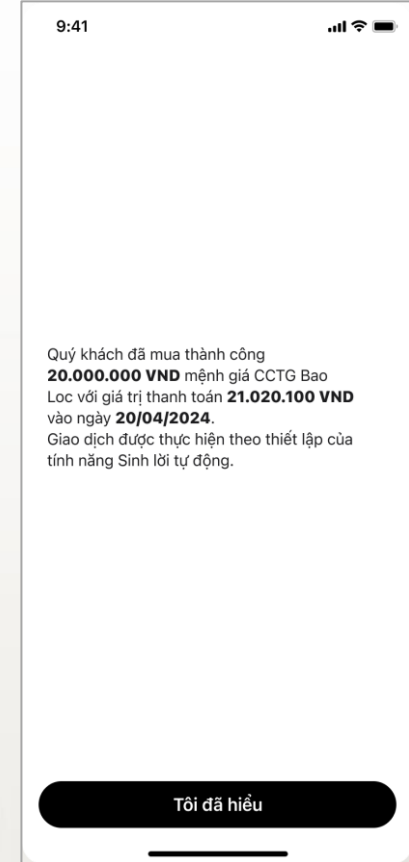 9:41
Quý khách đã mua thành công
20.000.000 VND mệnh giá CCTG Bao
Loc với giá trị thanh toán 21.020.100 VND
vào ngày 20/04/2024.
Giao dịch được thực hiện theo thiết lập của
tính năng Sinh lời tự động.
Tôi đã hiểu